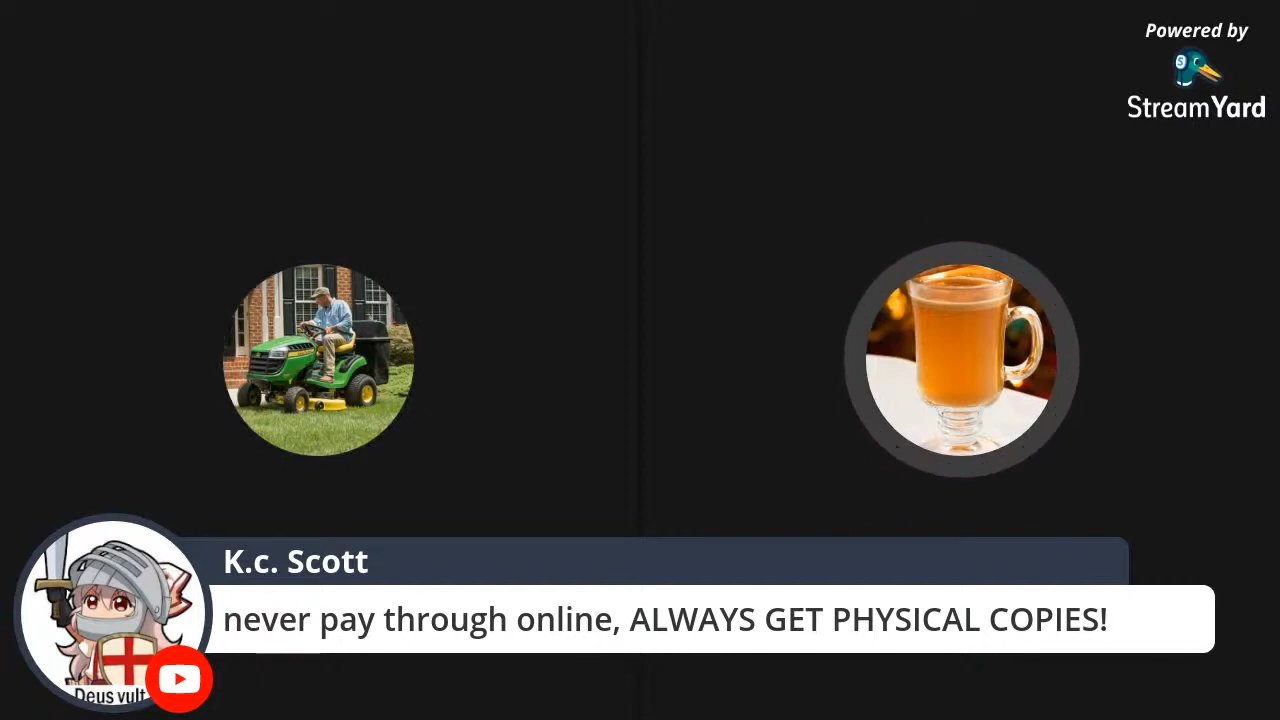 Powered by
StreamYard
K.c. Scott
never pay through online, ALWAYS GET PHYSICAL COPIES!
Deus vult